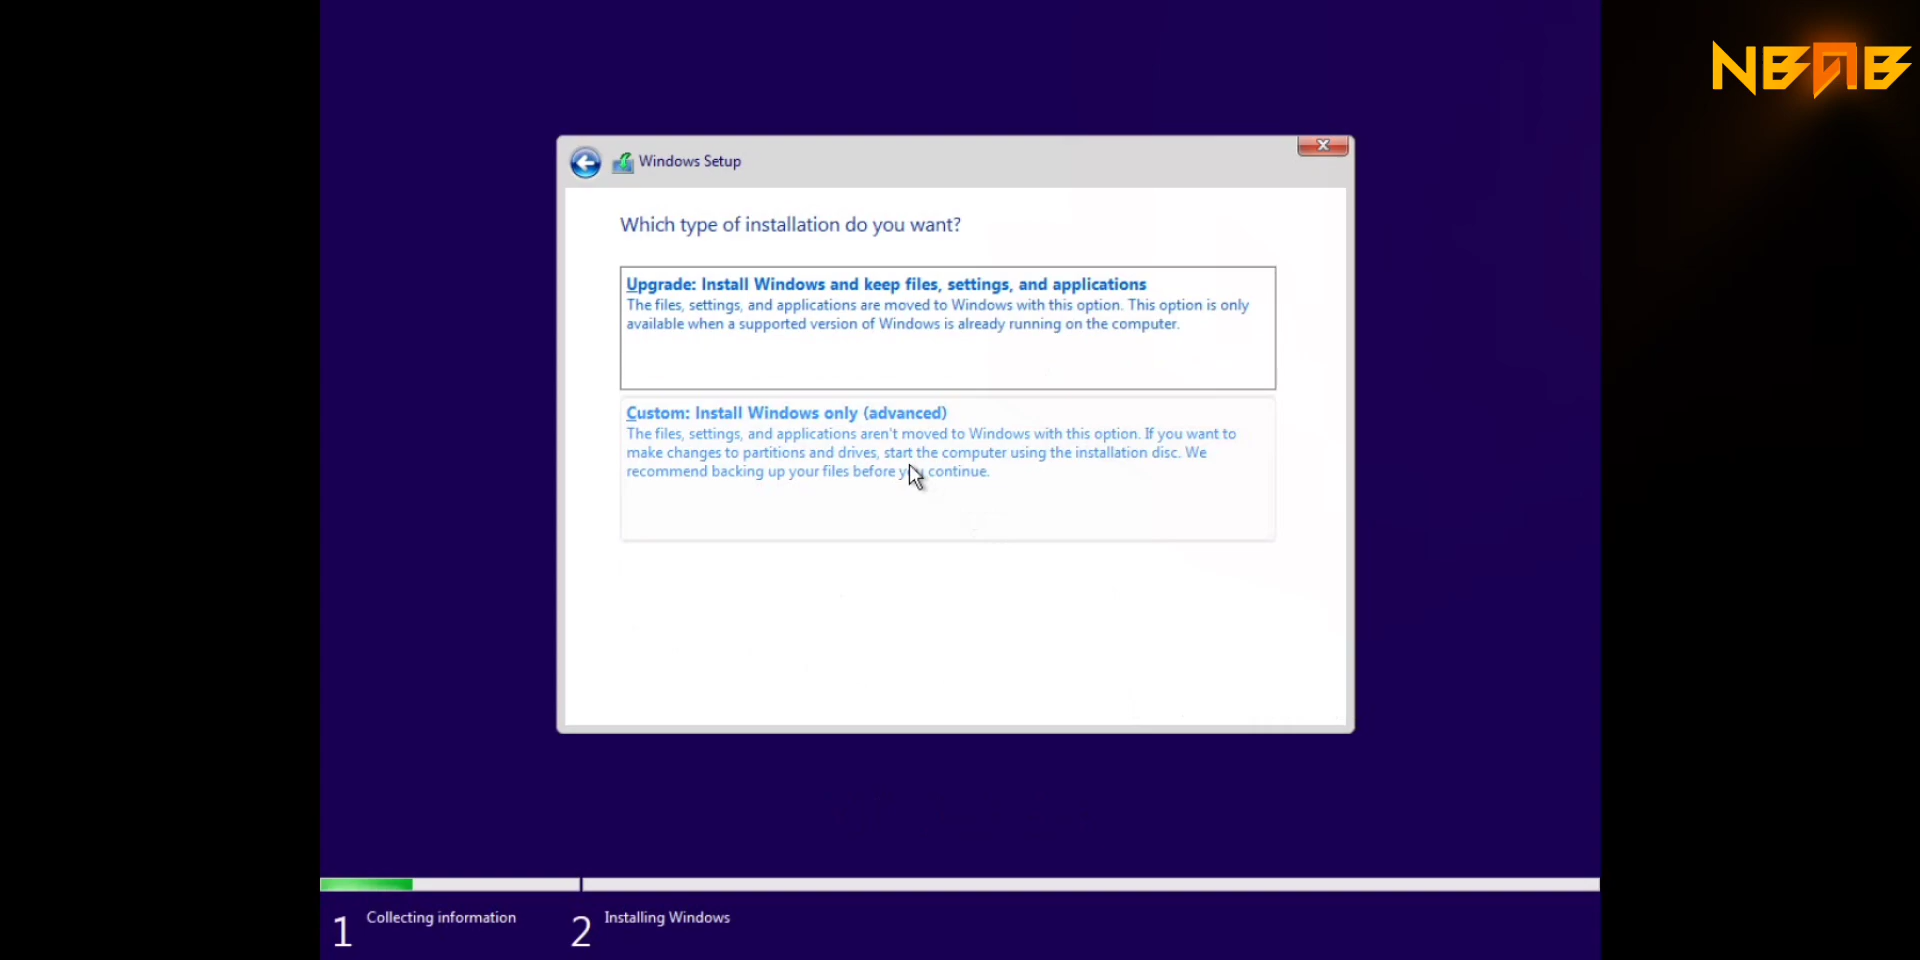 NBAB
Windows Setup
Which type of installation do you want?
Upgrade: Install Windows and keep files, settings, and applications
The files, settings, and applications are moved to Windows with this option. This option is only
available when a supported version of Windows is already running on the computer.
Custom: Install Windows only (advanced)
The files, settings, and applications aren't moved to Windows with this option. If you want to
make changes to partitions and drives, start the computer using the installation disc. We
recommend backing up your files before you continue.
1 Collecting information
2 Installing Windows